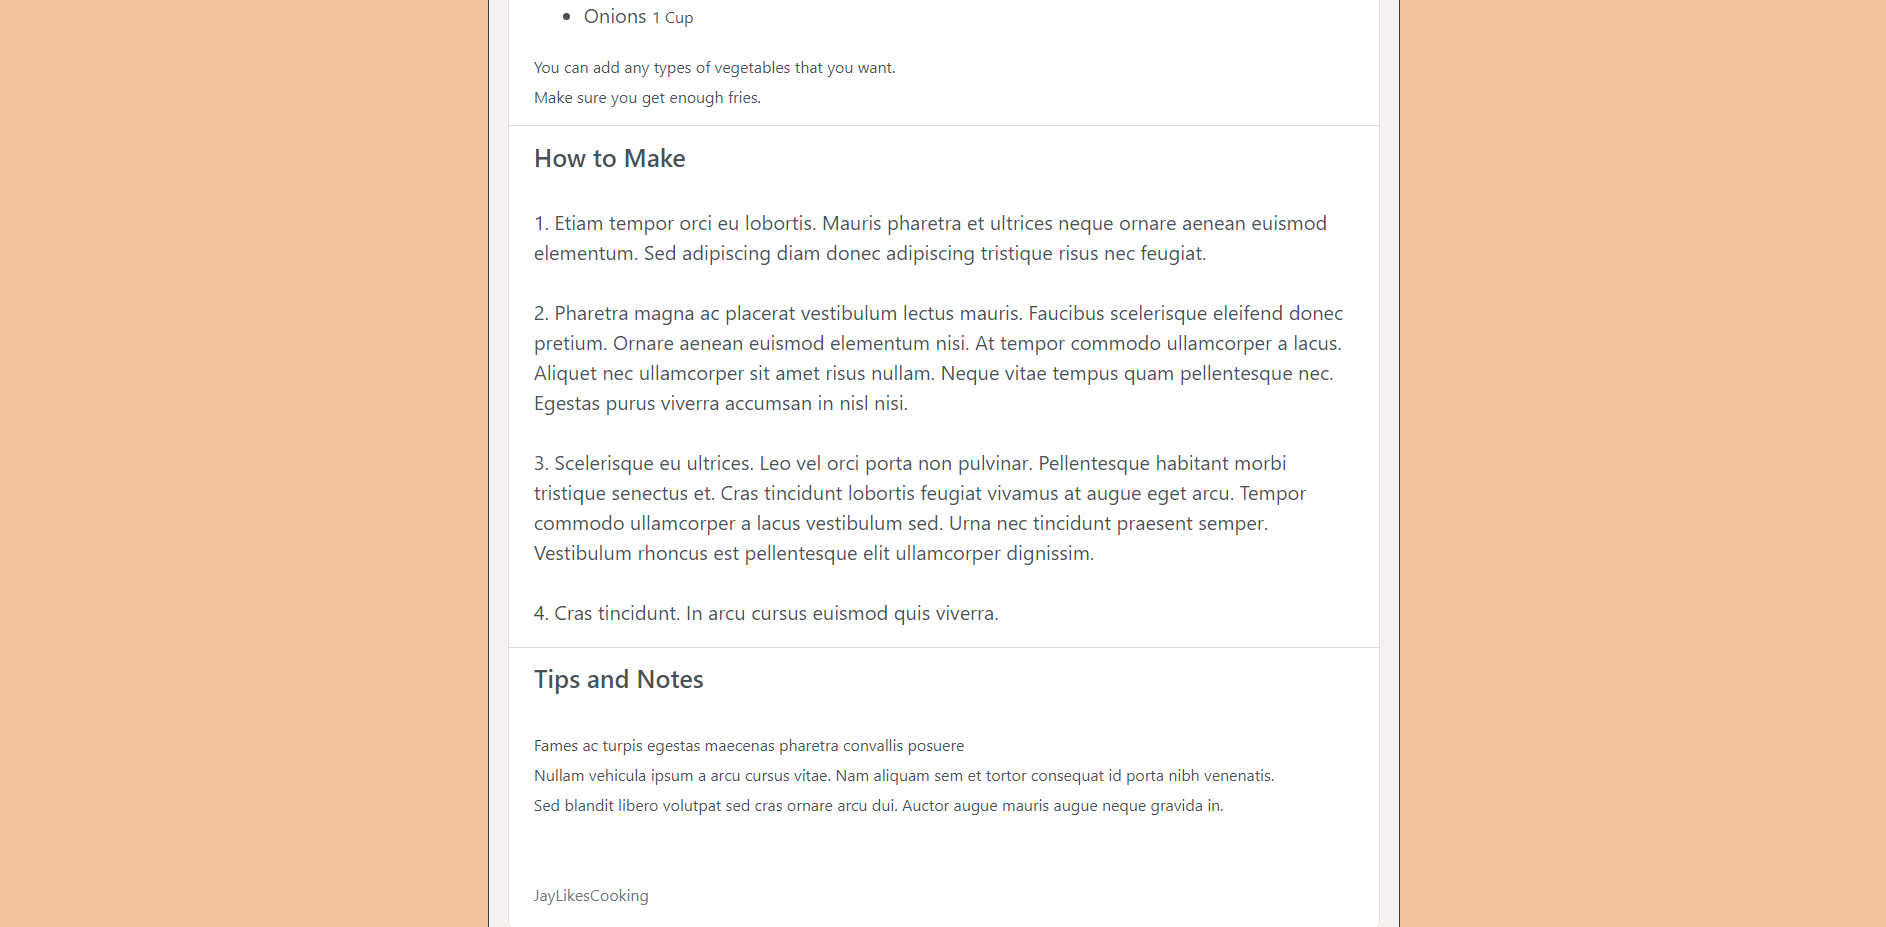 • Onions 1 Cup
You can add any types of vegetables that you want.
Make sure you get enough fries.
How to Make
1. Etiam tempor orci eu lobortis. Mauris pharetra et ultrices neque ornare aenean euismod
elementum. Sed adipiscing diam donec adipiscing tristique risus nec feugiat.
2. Pharetra magna ac placerat vestibulum lectus mauris. Faucibus scelerisque eleifend donec
pretium. Ornare aenean euismod elementum nisi. At tempor commodo ullamcorper a lacus.
Aliquet nec ullamcorper sit amet risus nullam. Neque vitae tempus quam pellentesque nec.
Egestas purus viverra accumsan in nisl nisi.
3. Scelerisque eu ultrices. Leo vel orci porta non pulvinar. Pellentesque habitant morbi
tristique senectus et. Cras tincidunt lobortis feugiat vivamus at augue eget arcu. Tempor
commodo ullamcorper a lacus vestibulum sed. Urna nec tincidunt praesent semper.
Vestibulum rhoncus est pellentesque elit ullamcorper dignissim.
4. Cras tincidunt. In arcu cursus euismod quis viverra.
Tips and Notes
Fames ac turpis egestas maecenas pharetra convallis posuere
Nullam vehicula ipsum a arcu cursus vitae. Nam aliquam sem et tortor consequat id porta nibh venenatis.
Sed blandit libero volutpat sed cras ornare arcu dui. Auctor augue mauris augue neque gravida in.
JayLikesCooking